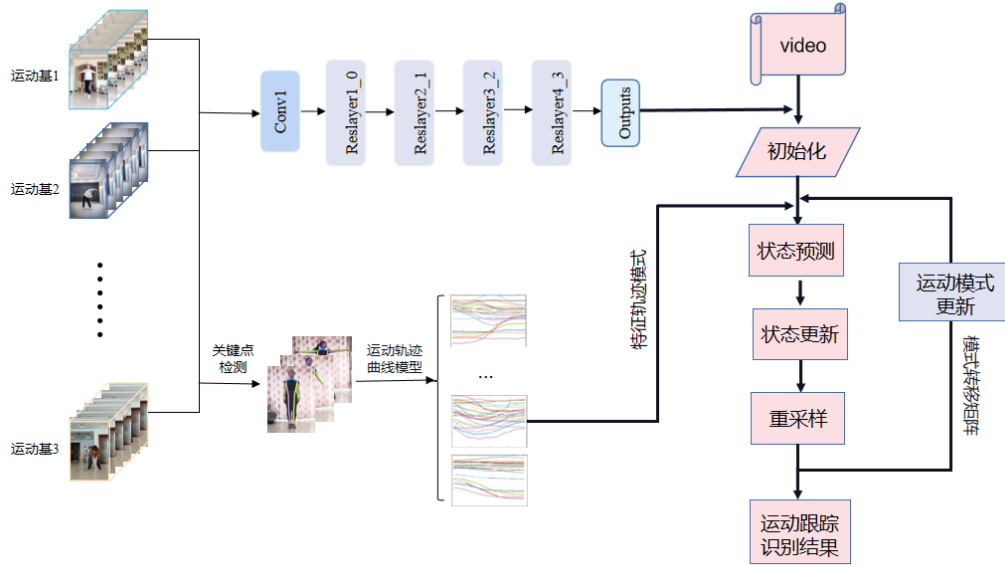 运动基1
运动基2
运动基3
Conv1
Reslayer1_0
Reslayer2_1
Reslayer3_2
Reslayer4_3
Outputs
video
初始化
状态预测
状态更新
重采样
运动跟踪
识别结果
运动模式
更新
模式转移矩阵
特征轨迹模式
关键点
检测
运动轨迹
曲线模型
...